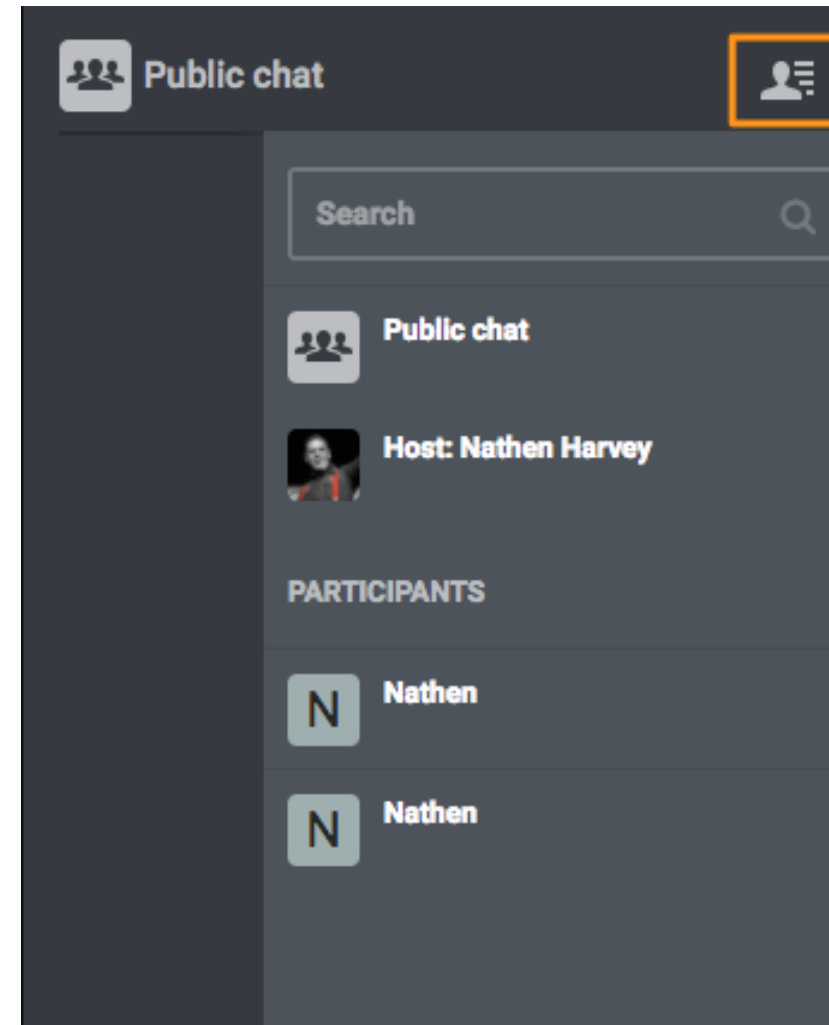 Public chat
Search
Public chat
Host: Nathen Harvey
PARTICIPANTS
N
Nathen
N
Nathen